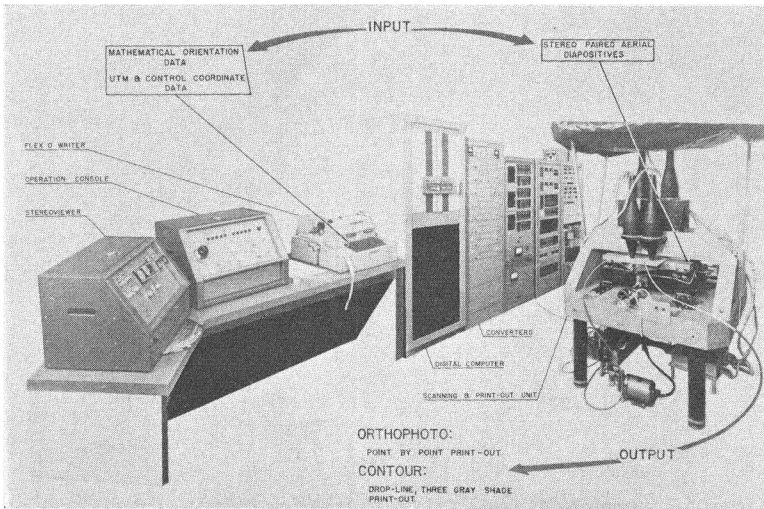 INPUT
MATHEMATICAL ORIENTATION
DATA
UTM & CONTROL COORDINATE
DATA
STEREO PAIRED AERIAL
DIAPOSITIVES
FLEX O WRITER
OPERATION CONSOLE
STEREOVIEWER
CONVERTERS
DIGITAL COMPUTER
SCANNING & PRINT-OUT UNIT
ORTHOPHOTO:
POINT BY POINT PRINT-OUT
OUTPUT
CONTOUR:
DROP-LINE, THREE GRAY SHADE
PRINT-OUT